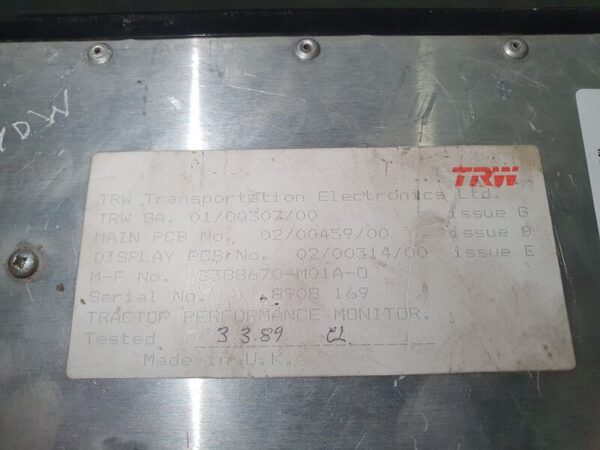 YDW
TRW
TRW Transportation Electronics Ltd.
TRW SA. 01/00307/00 issue G
MAIN PCB No. 02/00459/00 issue B
DISPLAY PCB No. 02/00314/00 issue E
M-F No. 3388670-M01A-D
Serial No. 8908 169
TRACTOR PERFORMANCE MONITOR.
Tested 3 3.89
Made in U.K.